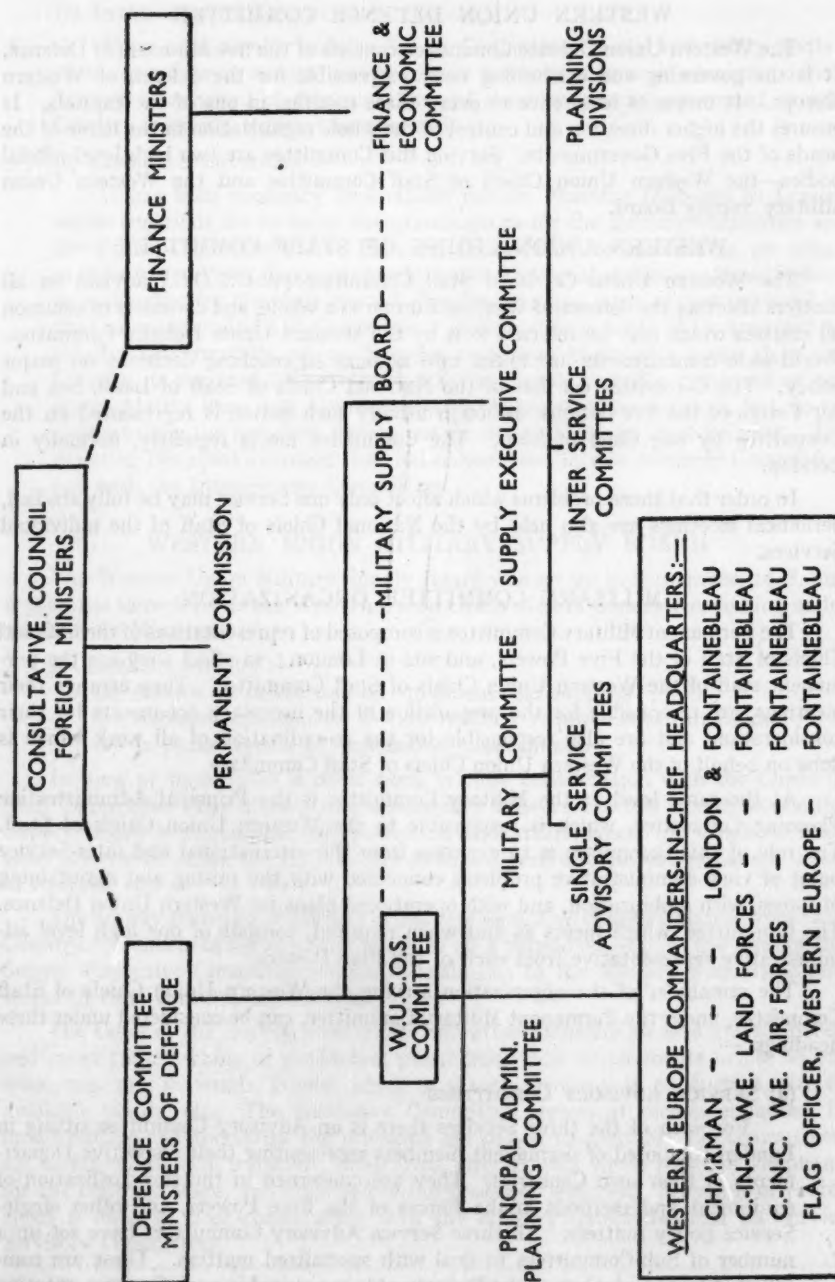 CONSULTATIVE COUNCIL
FOREIGN MINISTERS
DEFENCE COMMITTEE
MINISTERS OF DEFENCE
FINANCE MINISTERS
PERMANENT COMMISSION
W.U.C.O.S.
COMMITTEE
MILITARY SUPPLY BOARD
FINANCE &
ECONOMIC
COMMITTEE
MILITARY COMMITTEE
SUPPLY EXECUTIVE COMMITTEE
PRINCIPAL ADMIN.
PLANNING COMMITTEE
SINGLE SERVICE
ADVISORY COMMITTEES
INTER SERVICE
COMMITTEES
PLANNING
DIVISIONS
WESTERN EUROPE COMMANDERS-IN-CHIEF HEADQUARTERS:—
CHAIRMAN – – – LONDON & FONTAINEBLEAU
C.-IN-C. W.E. LAND FORCES – – FONTAINEBLEAU
C.-IN-C. W.E. AIR FORCES – – FONTAINEBLEAU
FLAG OFFICER, WESTERN EUROPE – FONTAINEBLEAU